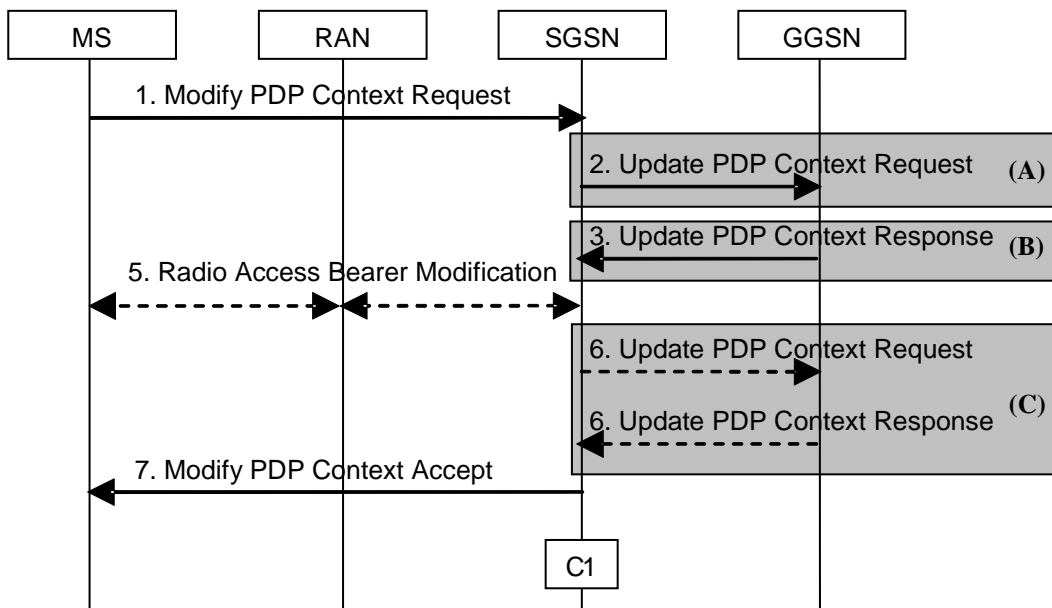 MS
RAN
SGSN
GGSN
1. Modify PDP Context Request
2. Update PDP Context Request
(A)
3. Update PDP Context Response
(B)
5. Radio Access Bearer Modification
6. Update PDP Context Request
(C)
6. Update PDP Context Response
7. Modify PDP Context Accept
C1